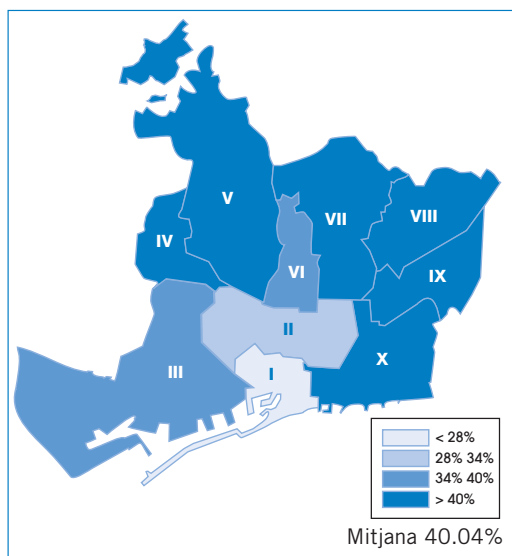 V
VII
VIII
IV
VI
IX
II
III
I
X
< 28%
28% 34%
34% 40%
> 40%
Mitjana 40.04%